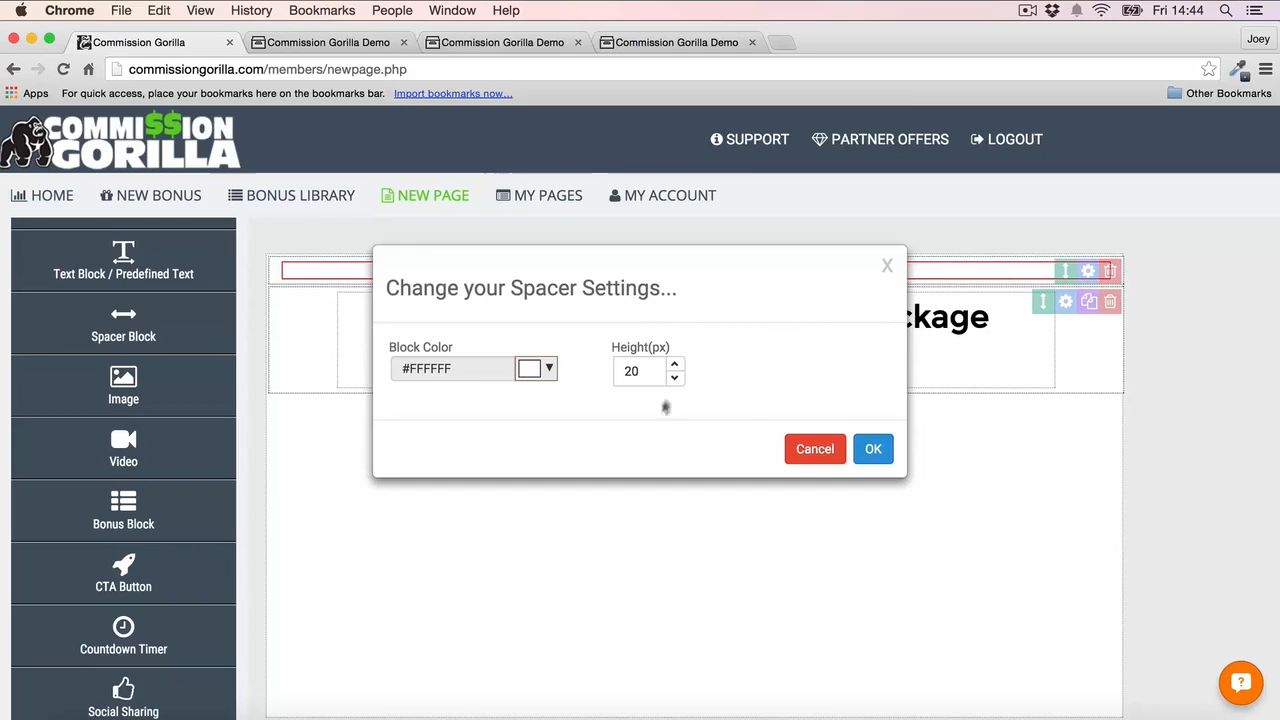 Chrome File Edit View History Bookmarks People Window Help Fri 14:44
Commission Gorilla Commission Gorilla Demo Commission Gorilla Demo Commission Gorilla Demo Joey
commissiongorilla.com/members/newpage.php
Apps For quick access, place your bookmarks here on the bookmarks bar. Import bookmarks now... Other Bookmarks
COMMI$$ION
GORILLA
SUPPORT PARTNER OFFERS LOGOUT
HOME NEW BONUS BONUS LIBRARY NEW PAGE MY PAGES MY ACCOUNT
Text Block / Predefined Text
Spacer Block
Image
Video
Bonus Block
CTA Button
Countdown Timer
Social Sharing
X
Change your Spacer Settings...
ckage
Block Color Height(px)
#FFFFFF 20
Cancel OK